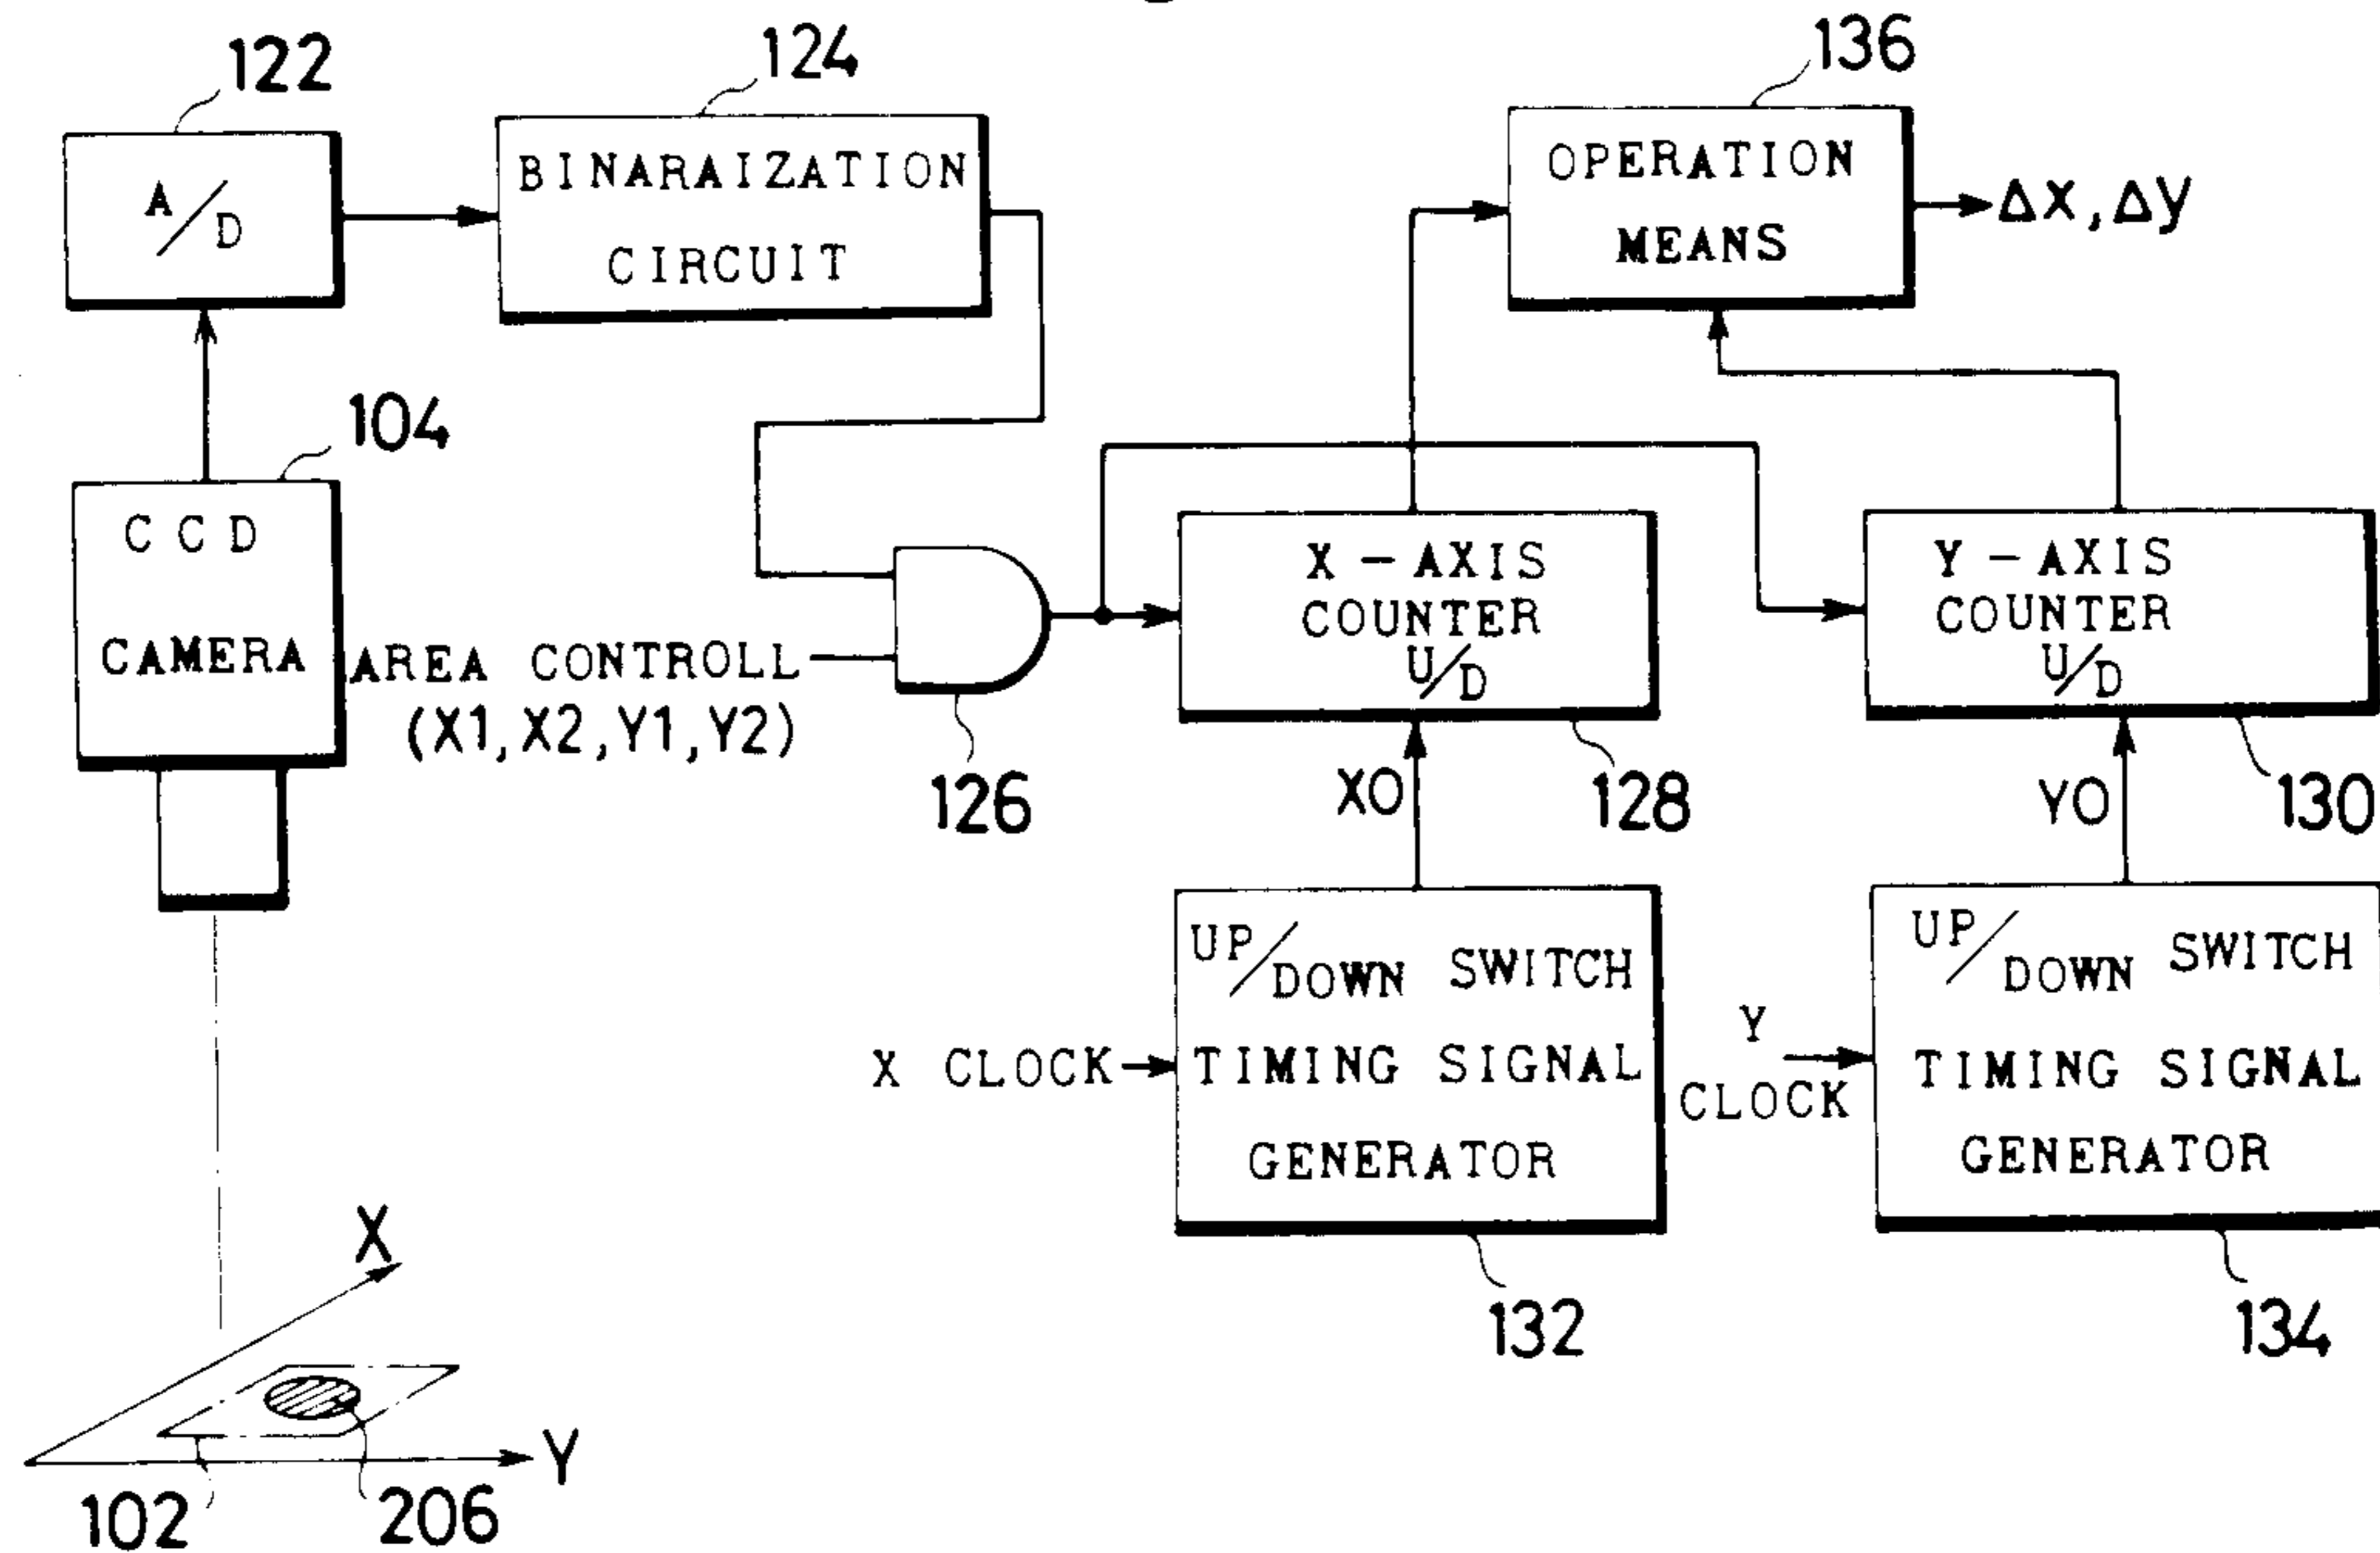 122
124
136
A/D
BINARAIZATION
CIRCUIT
OPERATION
MEANS
Δx, Δy
104
CCD
CAMERA
AREA CONTROLL
(X1, X2, Y1, Y2)
126
X-AXIS
COUNTER
U/D
Y-AXIS
COUNTER
U/D
X0
128
Y0
130
UP/DOWN SWITCH
TIMING SIGNAL
GENERATOR
X CLOCK
UP/DOWN SWITCH
TIMING SIGNAL
GENERATOR
Y
CLOCK
132
134
X
Y
102
206